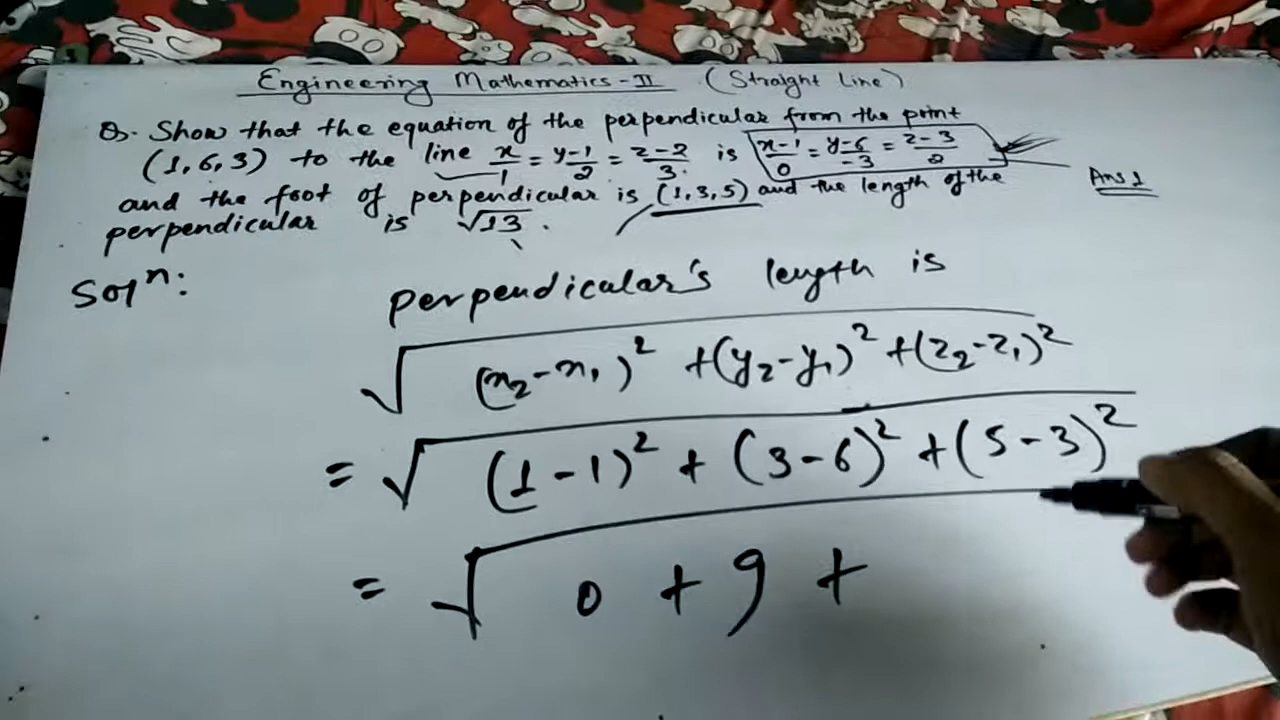 Engineering Mathematics-II (Straight Line)
Q. Show that the equation of the perpendicular from the point
(1,6,3) to the line x/1 = y-1/2 = z-2/3 is x-1/0 = y-6/-3 = z-3/2
and the foot of perpendicular is (1,3,5) and the length of the
Ans 1
perpendicular is √13.
Solⁿ:
perpendicular's length is
√(x₂-x₁)² + (y₂-y₁)² + (z₂-z₁)²
= √(1-1)² + (3-6)² + (5-3)²
= √0 + 9 +